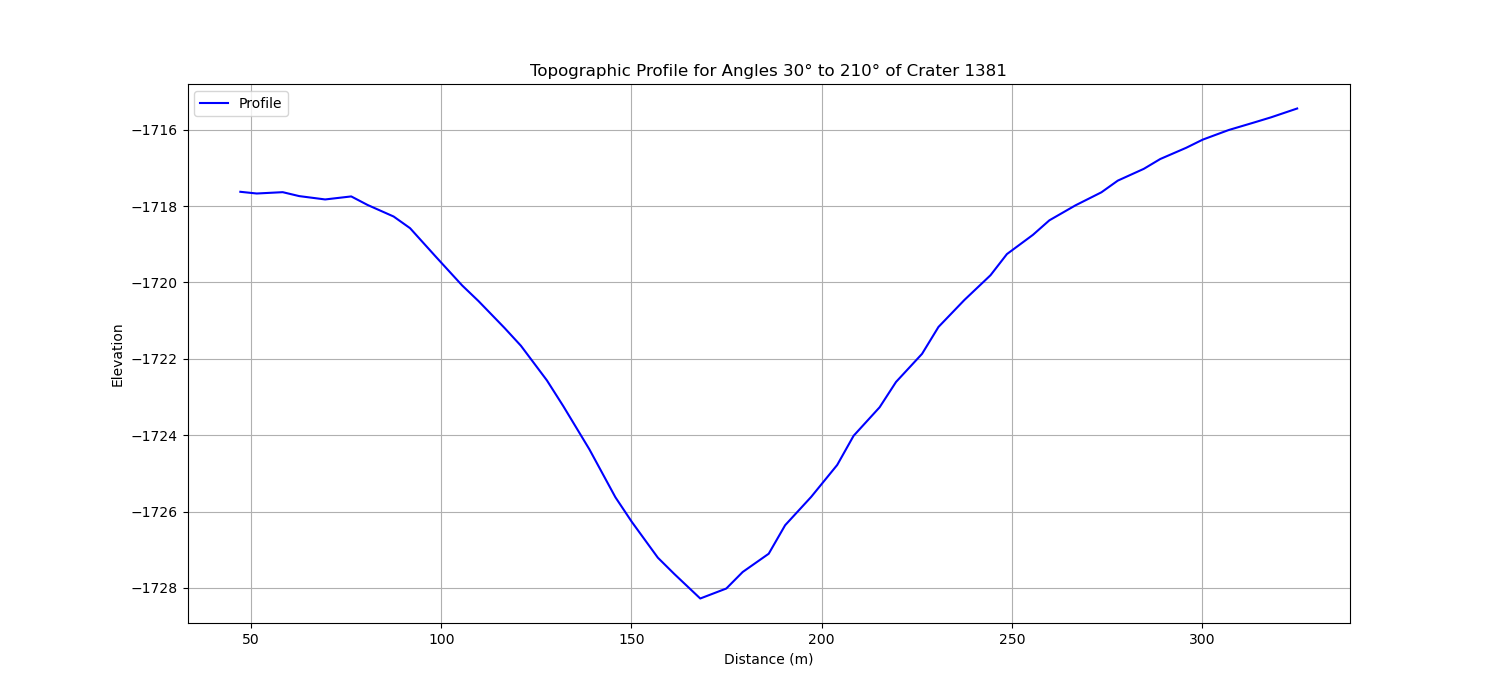 Topographic Profile for Angles 30° to 210° of Crater 1381
Profile
−1716
−1718
−1720
−1722
−1724
−1726
−1728
Elevation
50 100 150 200 250 300
Distance (m)